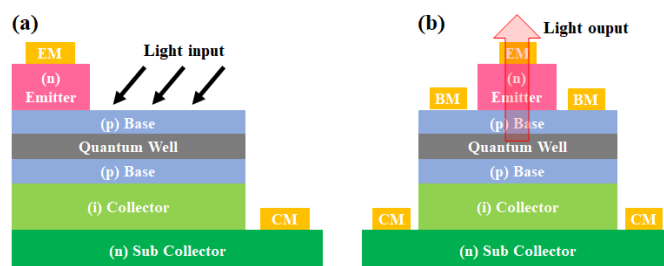 (a)
EM
Light input
(n)
Emitter
(p) Base
Quantum Well
(p) Base
(i) Collector
CM
(n) Sub Collector
(b)
Light ouput
EM
(n)
Emitter
BM
BM
(p) Base
Quantum Well
(p) Base
(i) Collector
CM
CM
(n) Sub Collector